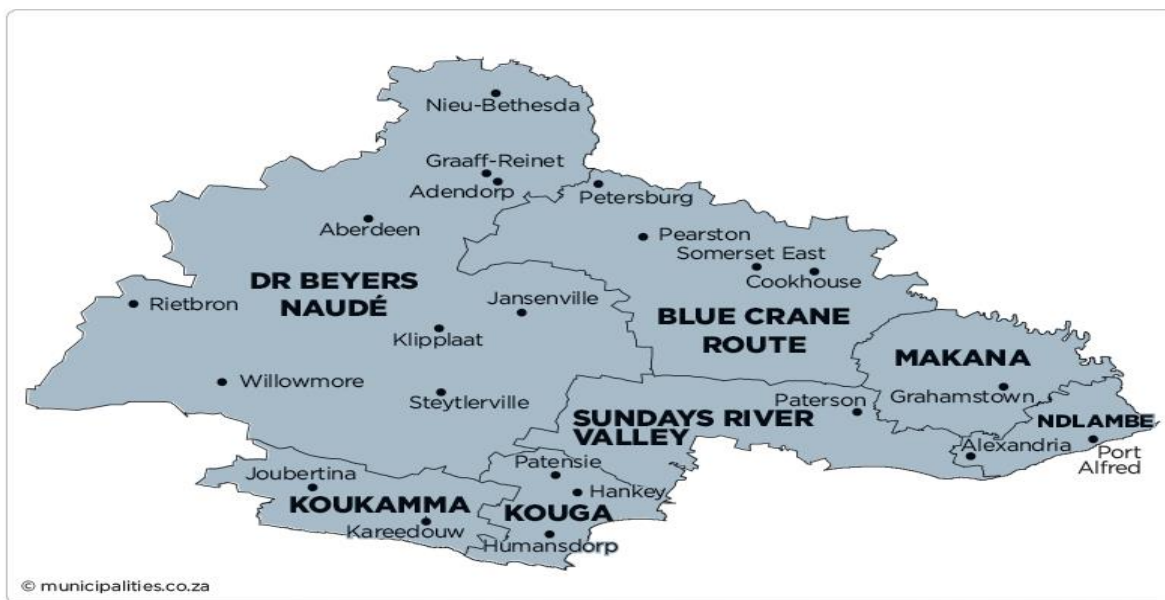 Nieu-Bethesda
Graaff-Reinet
Adendorp
Petersburg
Aberdeen
Pearston
Somerset East
Cookhouse
DR BEYERS
NAUDÉ
Rietbron
Jansenville
Klipplaat
BLUE CRANE
ROUTE
MAKANA
Willowmore
Steytlerville
Paterson
Grahamstown
SUNDAYS RIVER
VALLEY
NDLAMBE
Alexandria
Port
Alfred
Joubertina
Patensie
KOUKAMMA
Hankey
KOUGA
Kareedouw
Humansdorp
© municipalities.co.za